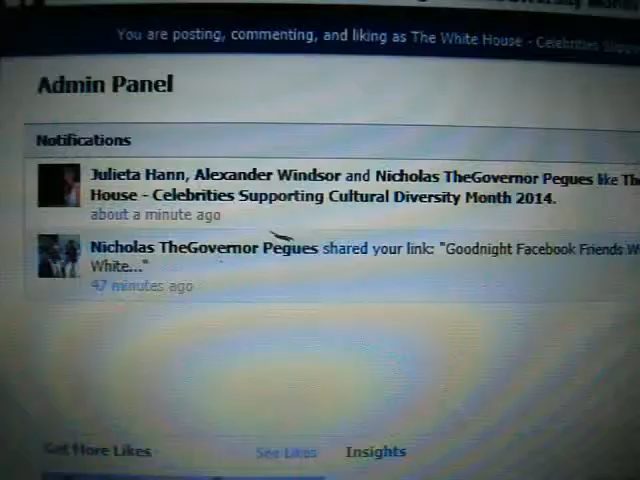 You are posting, commenting, and liking as The White House - Celebrities Suppo
Admin Panel
Notifications
Julieta Hann, Alexander Windsor and Nicholas TheGovernor Pegues like Th
House - Celebrities Supporting Cultural Diversity Month 2014.
about a minute ago
Nicholas TheGovernor Pegues shared your link: "Goodnight Facebook Friends W
White..."
47 minutes ago
Get More Likes
See Likes
Insights